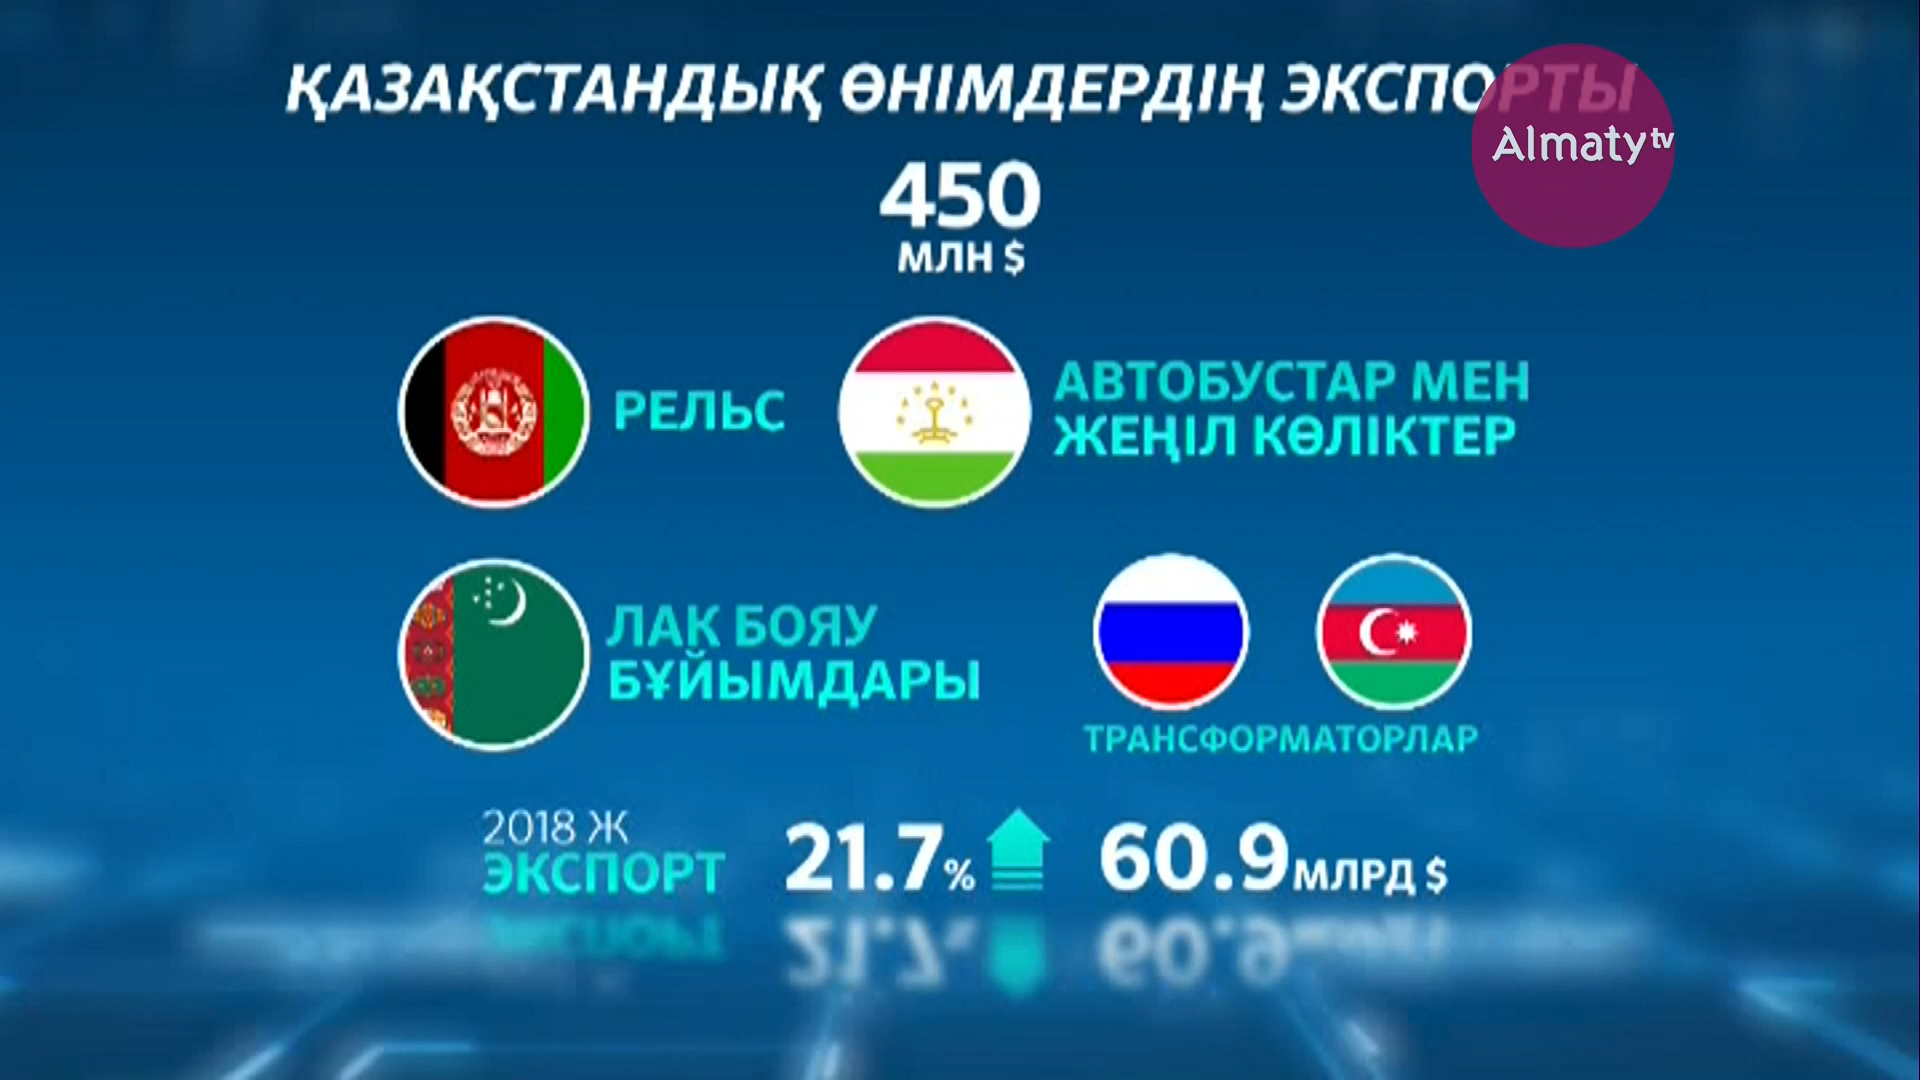 ҚАЗАҚСТАНДЫҚ ӨНІМДЕРДІҢ ЭКСПОРТЫ
Almaty tv
450
МЛН $
РЕЛЬС
АВТОБУСТАР МЕН
ЖЕҢІЛ КӨЛІКТЕР
ЛАК БОЯУ
БҰЙЫМДАРЫ
ТРАНСФОРМАТОРЛАР
2018 Ж
ЭКСПОРТ
21.7% 60.9 МЛРД $